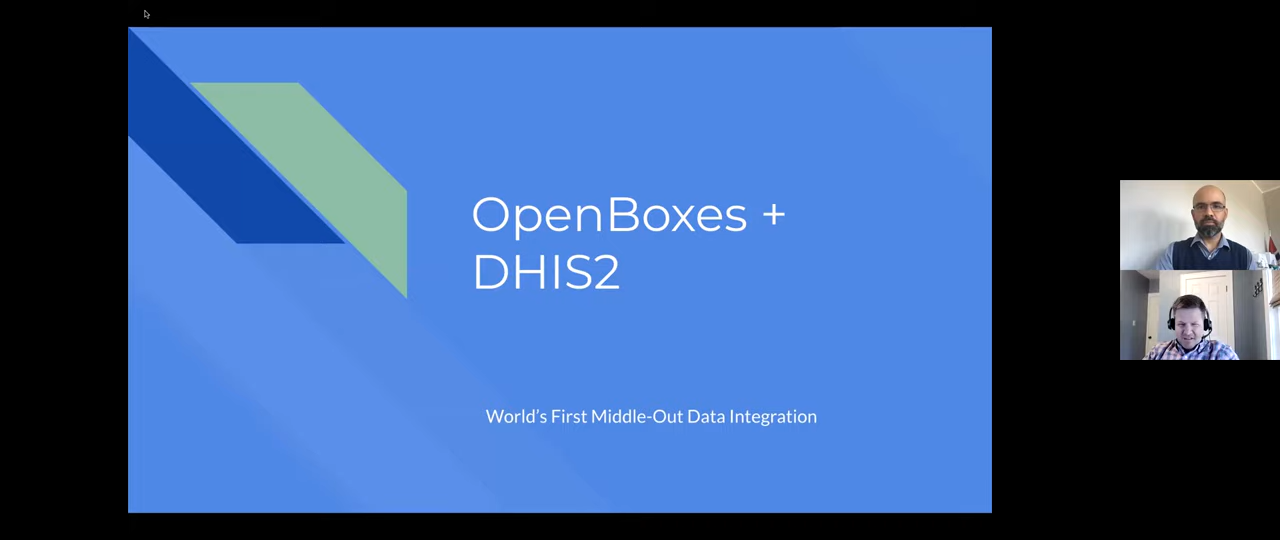 OpenBoxes +
DHIS2
World's First Middle-Out Data Integration